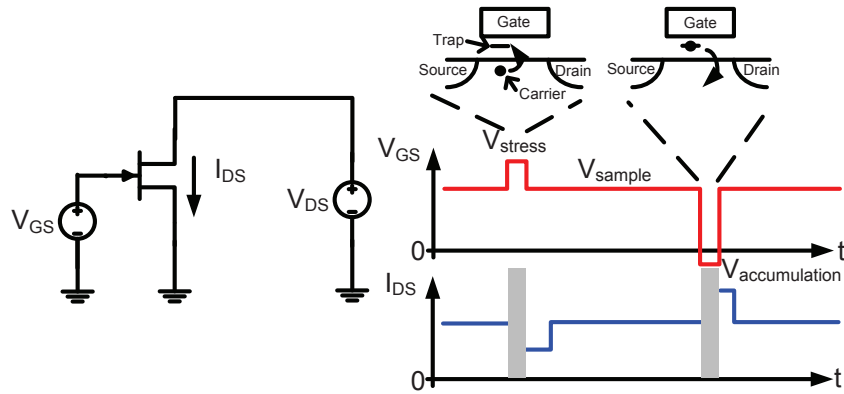 Gate
Trap
Source
Drain
Carrier
Gate
Source
Drain
V_GS
I_DS
V_DS
V_GS
V_stress
V_sample
0
t
V_accumulation
I_DS
0
t